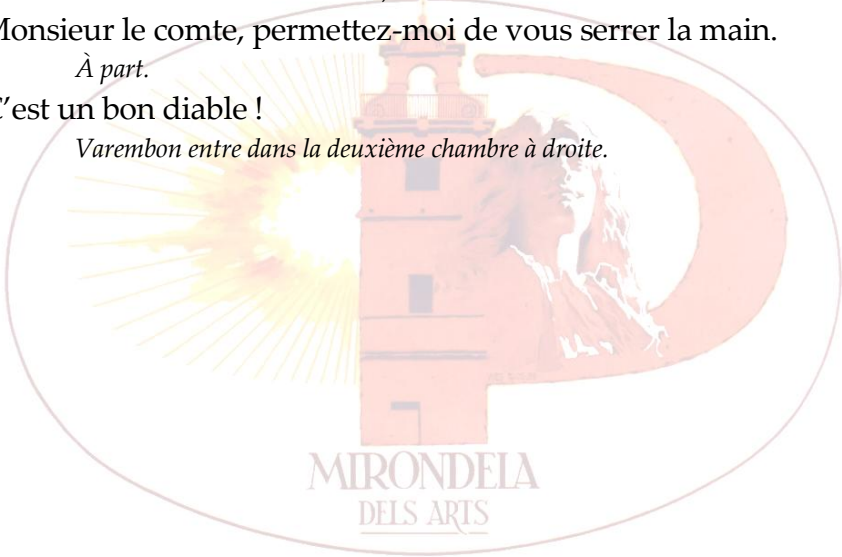 Monsieur le comte, permettez-moi de vous serrer la main.
À part.
C’est un bon diable !
Varembon entre dans la deuxième chambre à droite.
MIRONDELA
DELS ARTS